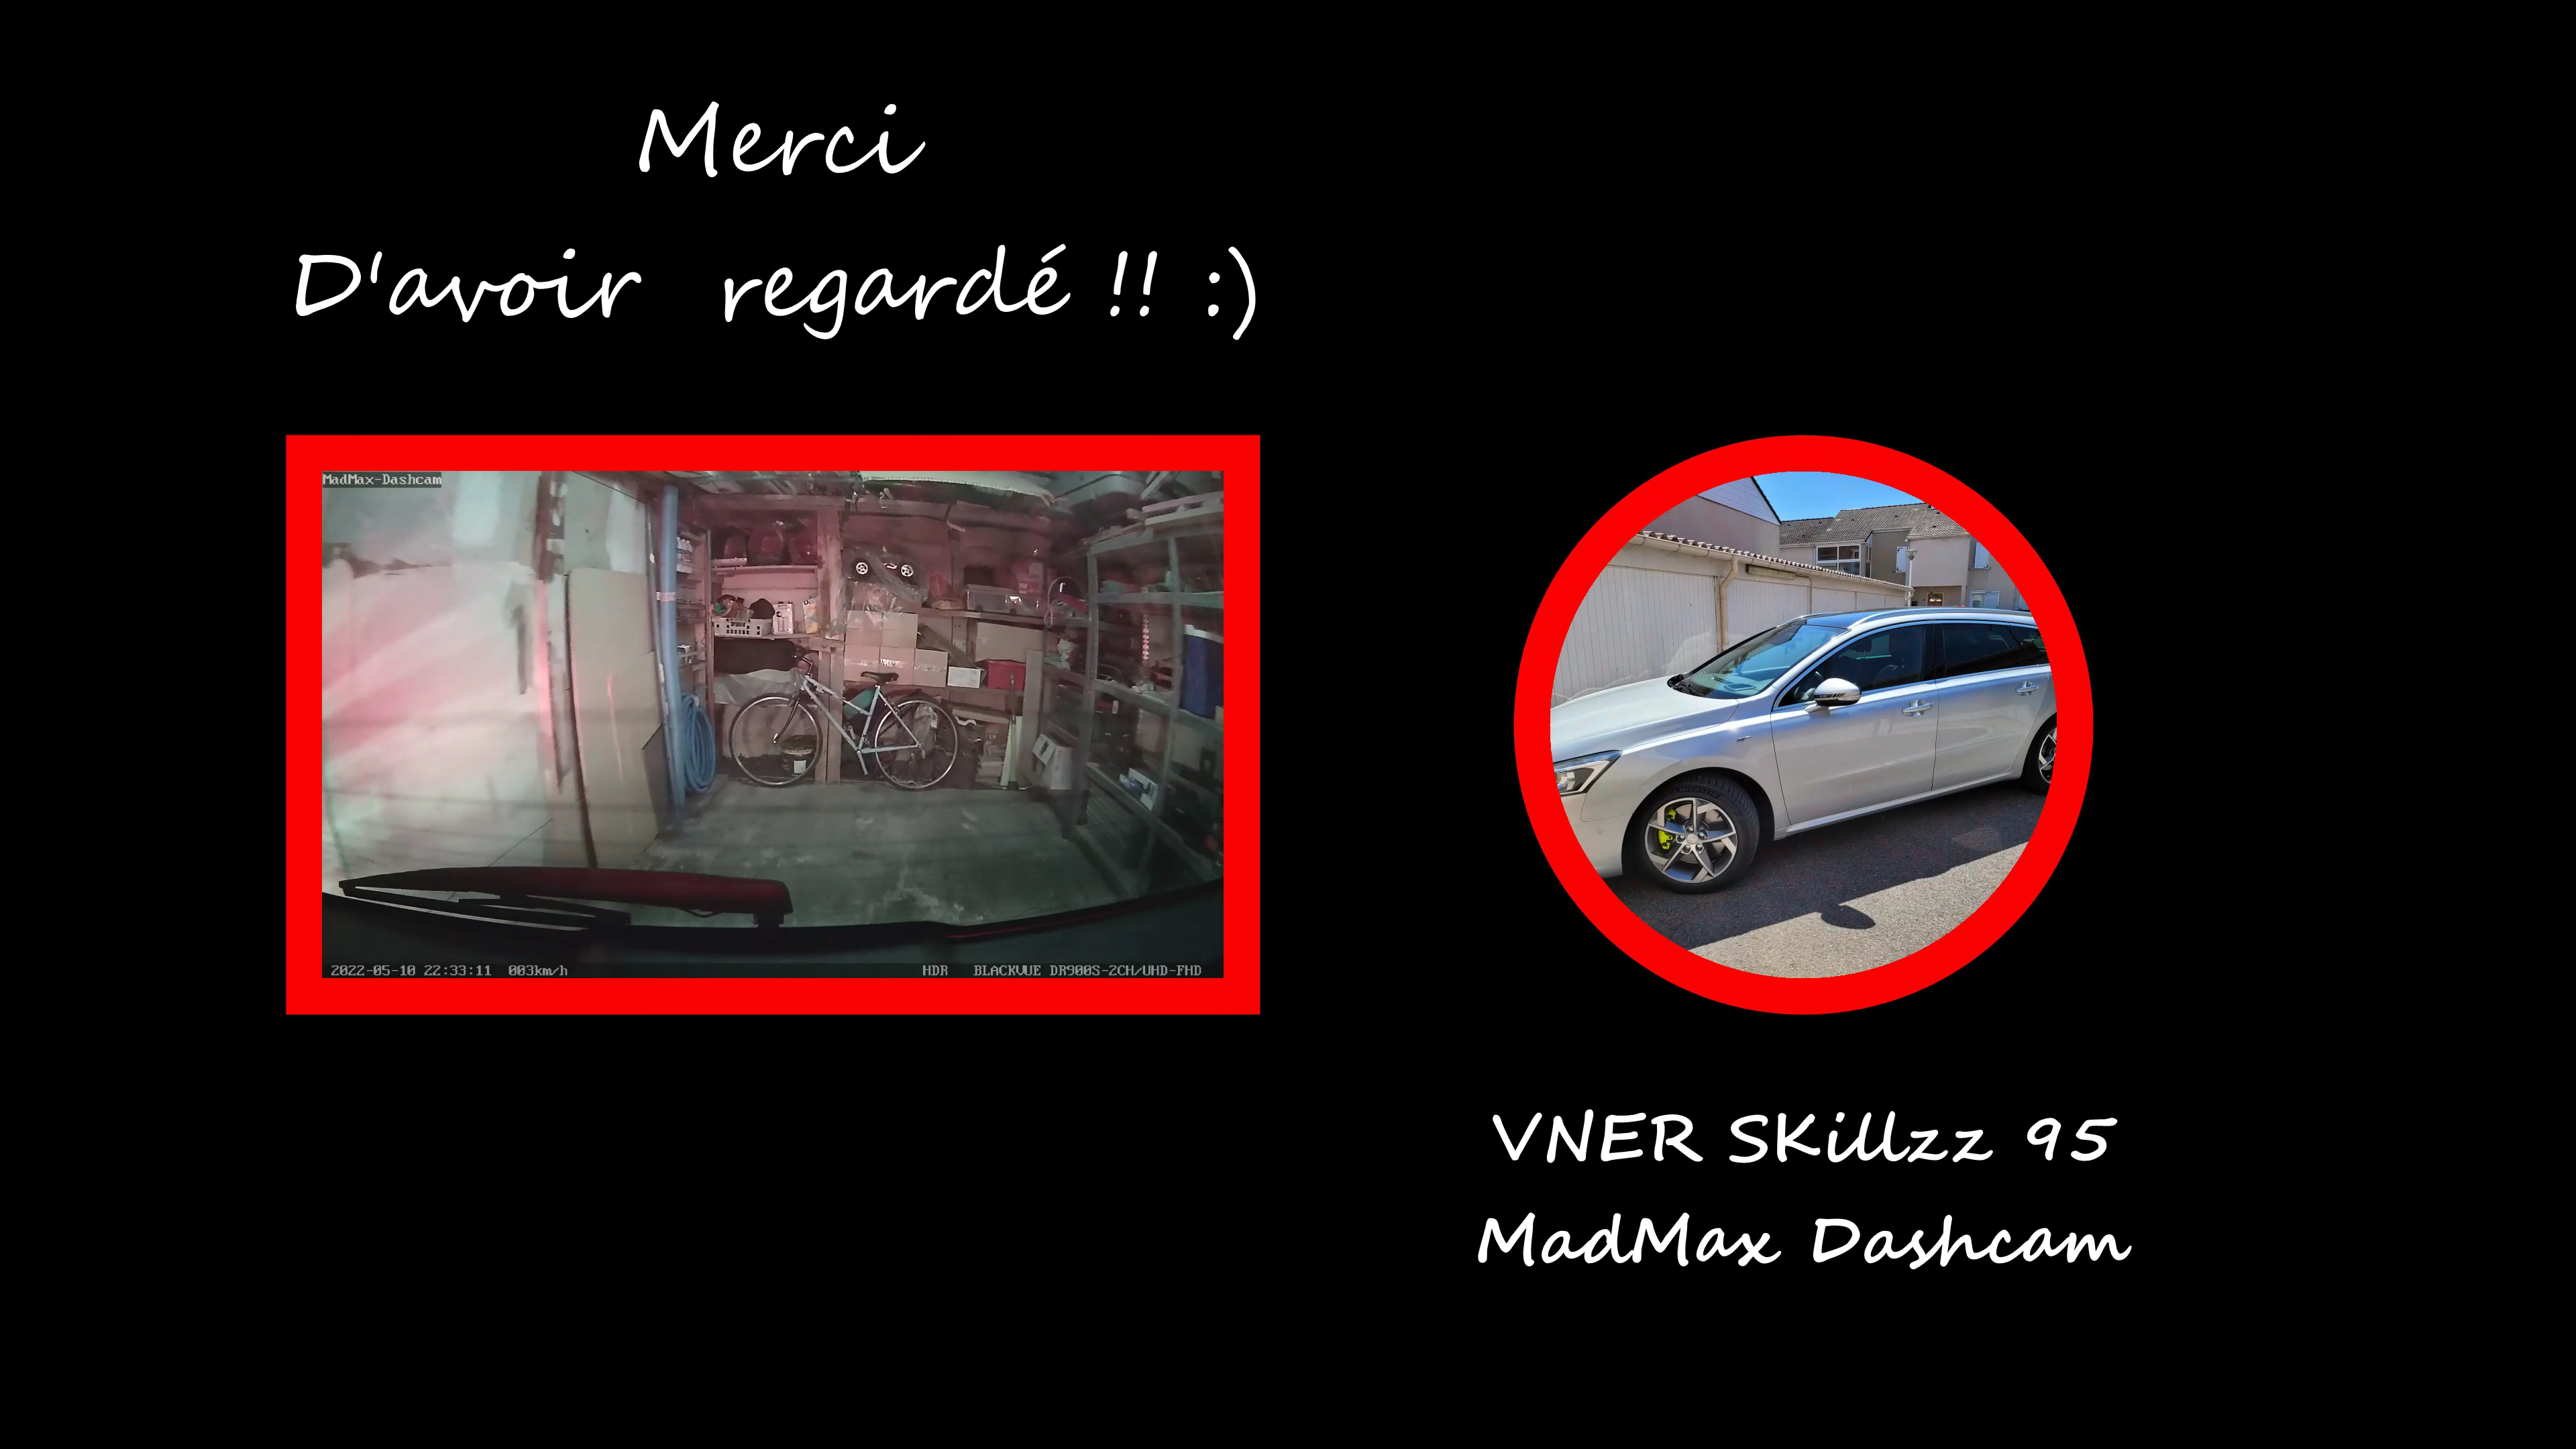 Merci
D'avoir regardé !! :)
MadMax-Dashcam
2022-05-10 22:33:11 003km/h
HDR BLACKVUE DR900S-2CH/UHD-FHD
VNER SKillzz 95
MadMax Dashcam